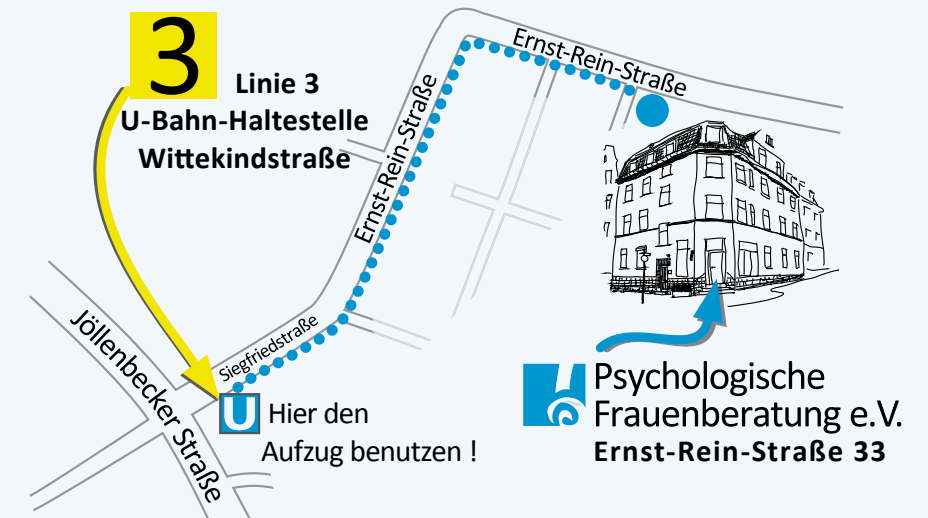 3
Linie 3
U-Bahn-Haltestelle
Wittekindstraße
Ernst-Rein-Straße
Ernst-Rein-Straße
Siegfriedstraße
Jöllenbecker Straße
U
Hier den
Aufzug benutzen !
Psychologische
Frauenberatung e.V.
Ernst-Rein-Straße 33